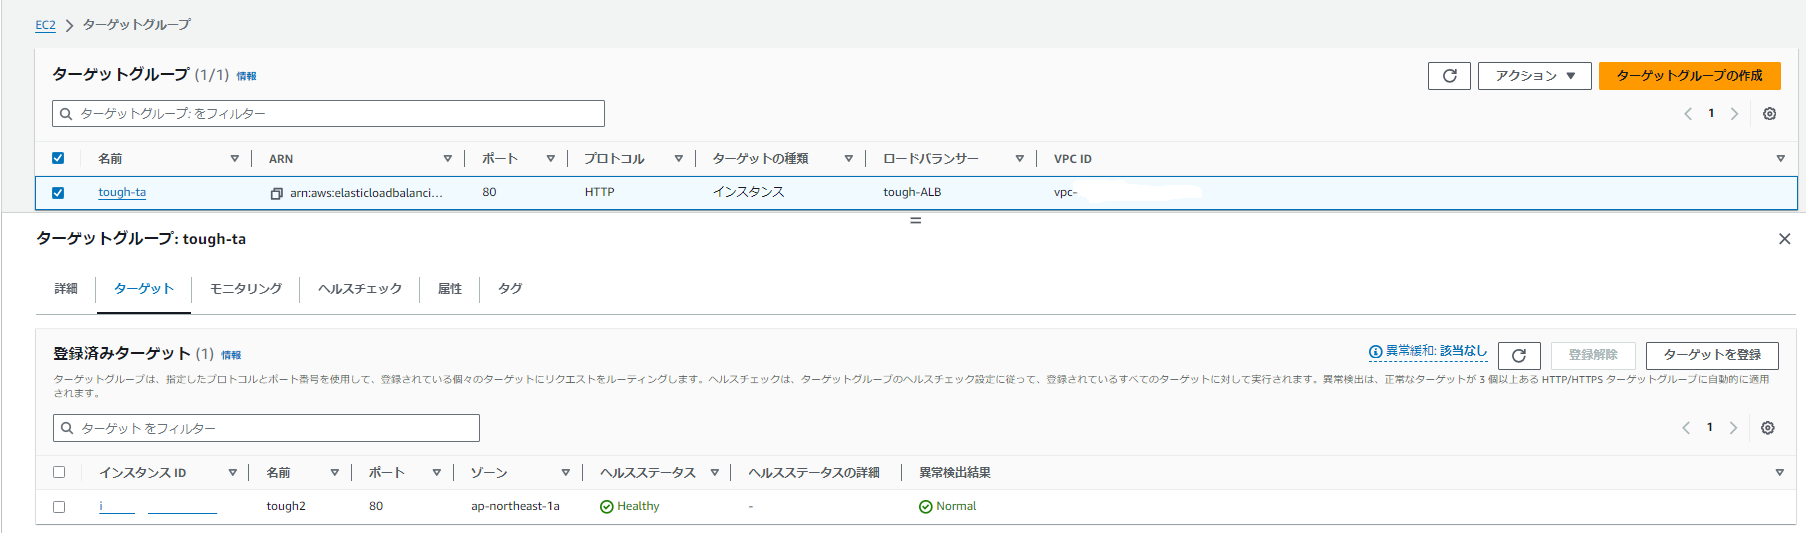 EC2 > ターゲットグループ
ターゲットグループ (1/1) 情報
アクション
ターゲットグループの作成
ターゲットグループ: をフィルター
1
名前 ARN ポート プロトコル ターゲットの種類 ロードバランサー VPC ID
tough-ta arn:aws:elasticloadbalanci... 80 HTTP インスタンス tough-ALB vpc-
ターゲットグループ: tough-ta
詳細 ターゲット モニタリング ヘルスチェック 属性 タグ
登録済みターゲット (1) 情報
異常緩和: 該当なし
登録解除
ターゲットを登録
ターゲットグループは、指定したプロトコルとポート番号を使用して、登録されている個々のターゲットにリクエストをルーティングします。ヘルスチェックは、ターゲットグループのヘルスチェック設定に従って、登録されているすべてのターゲットに対して実行されます。異常検出は、正常なターゲットが 3 個以上ある HTTP/HTTPS ターゲットグループに自動的に適用
されます。
ターゲット をフィルター
1
インスタンス ID 名前 ポート ゾーン ヘルスステータス ヘルスステータスの詳細 異常検出結果
i tough2 80 ap-northeast-1a Healthy - Normal